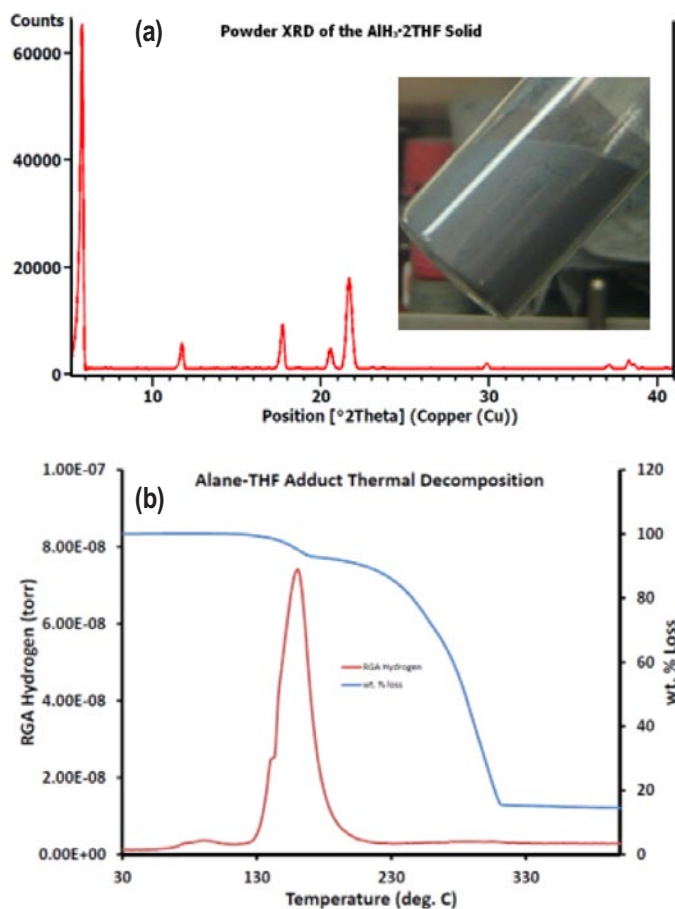 Counts
(a)
Powder XRD of the AlH₃•2THF Solid
60000
40000
20000
0
10
20
30
40
Position [°2Theta] (Copper (Cu))
(b)
Alane-THF Adduct Thermal Decomposition
1.00E-07
8.00E-08
6.00E-08
4.00E-08
2.00E-08
0.00E+00
RGA Hydrogen (torr)
120
100
80
60
40
20
0
wt. % Loss
RGA Hydrogen
wt. % loss
30
130
230
330
Temperature (deg. C)